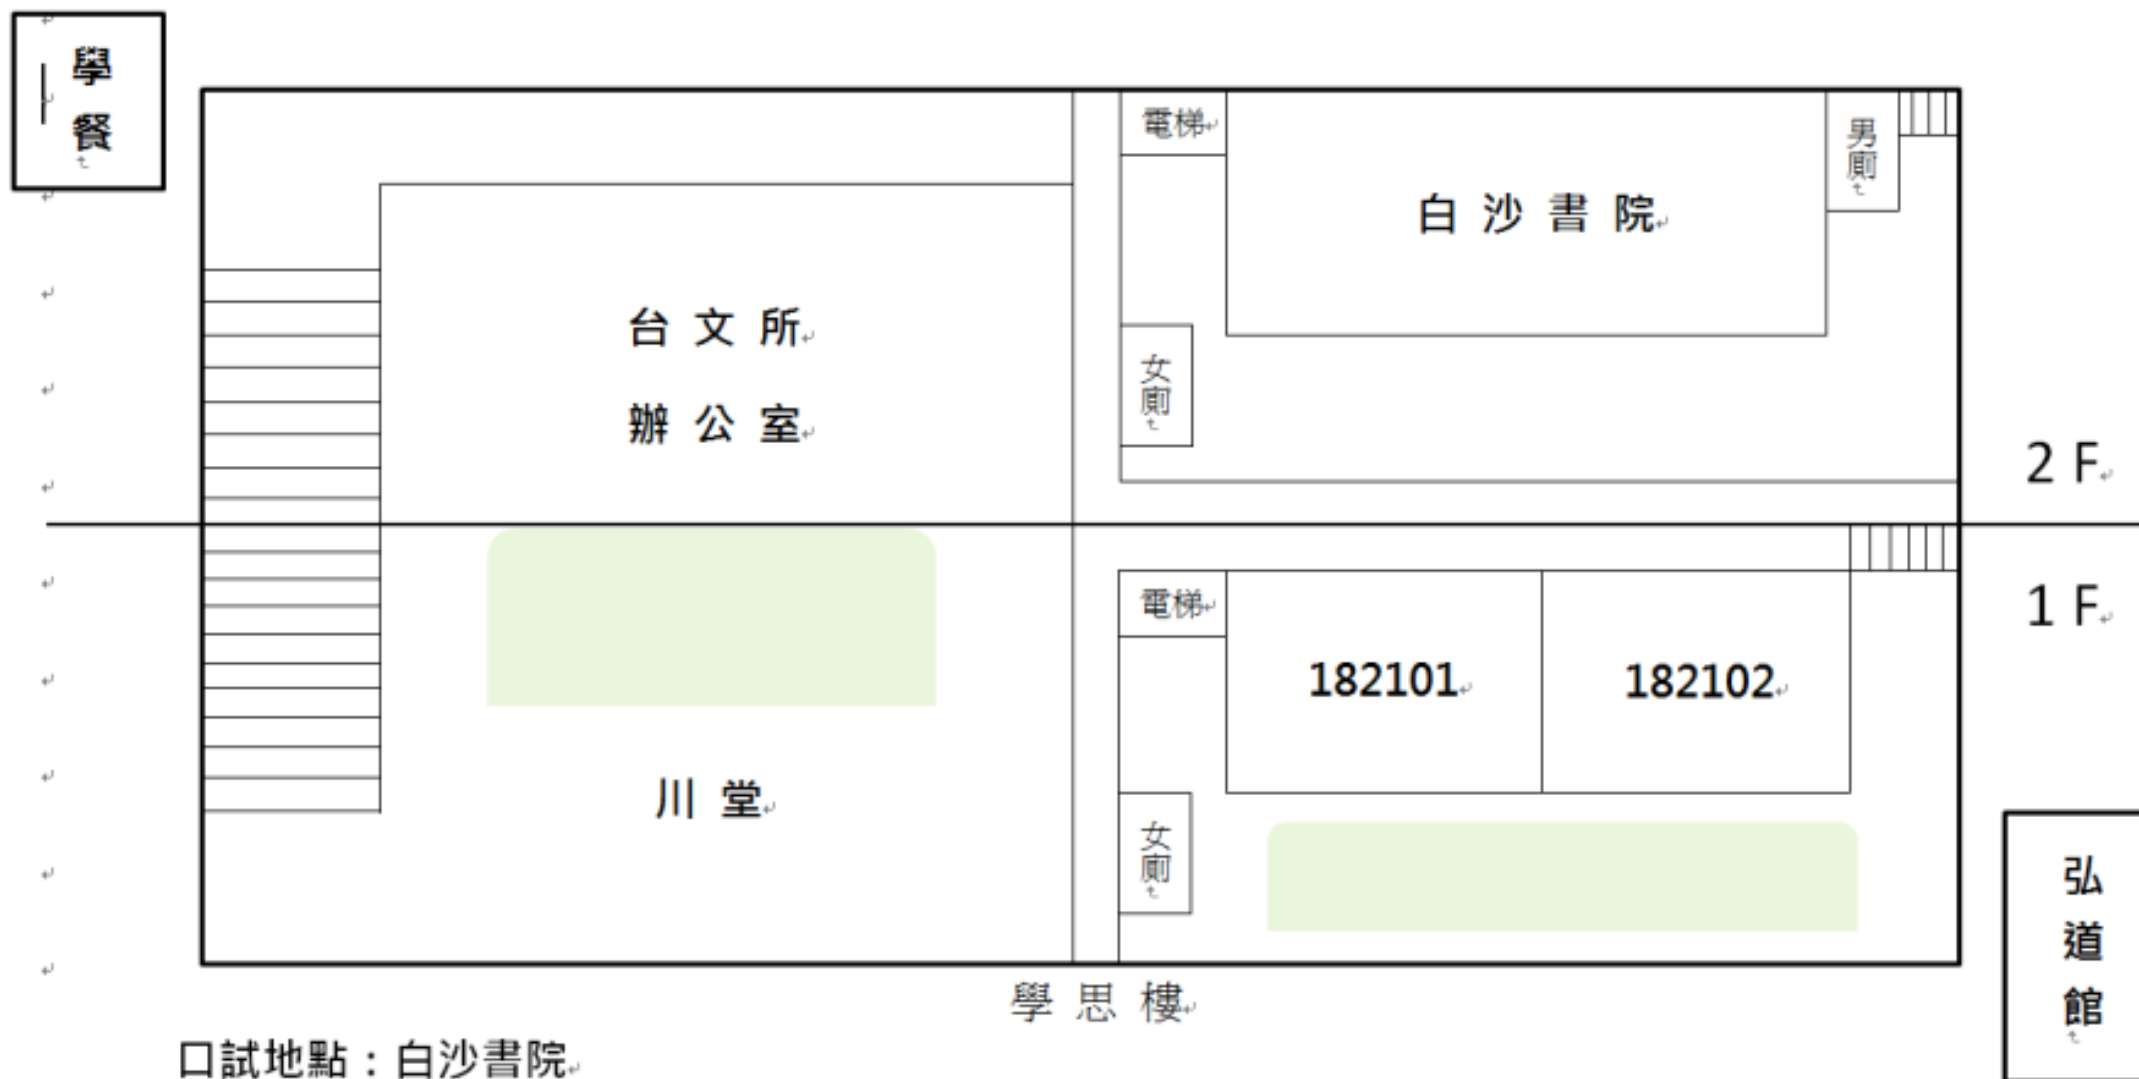 學餐
電梯
男廁
白沙書院
台文所
辦公室
女廁
2 F
1 F
電梯
182101
182102
川堂
女廁
弘道館
學思樓
口試地點：白沙書院